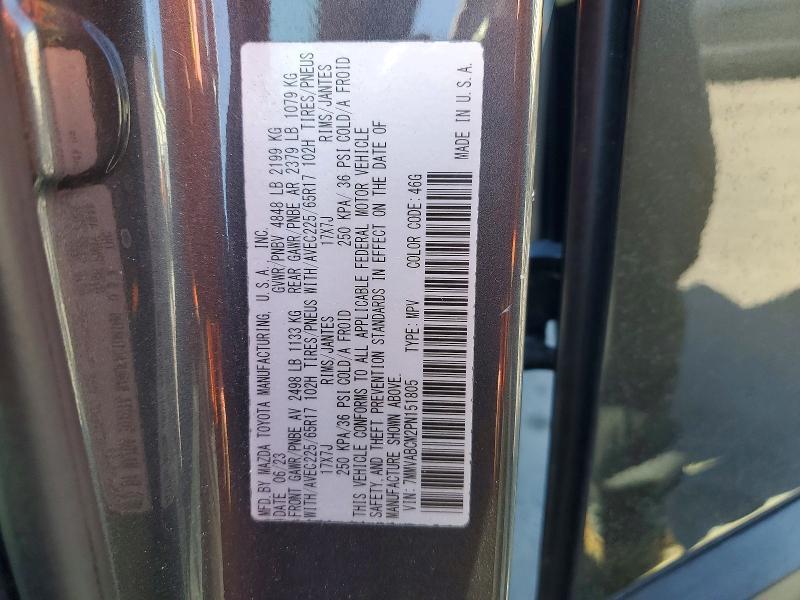 MFD. BY MAZDA TOYOTA MANUFACTURING, U.S.A., INC.
DATE 06/23 GVWR/PNBV 4848 LB 2199 KG
FRONT GAWR/PNBE AV 2498 LB 1133 KG REAR GAWR/PNBE AR 2379 LB 1079 KG
WITH/AVEC225/65R17 102H TIRES/PNEUS WITH/AVEC225/65R17 102H TIRES/PNEUS
17X7J RIMS/JANTES 17X7J RIMS/JANTES
250 KPA/ 36 PSI COLD/A FROID 250 KPA/ 36 PSI COLD/A FROID
THIS VEHICLE CONFORMS TO ALL APPLICABLE FEDERAL MOTOR VEHICLE
SAFETY, AND THEFT PREVENTION STANDARDS IN EFFECT ON THE DATE OF
MANUFACTURE SHOWN ABOVE.
VIN: 7MMVABCM2PN151805 TYPE: MPV COLOR CODE: 46G
MADE IN U.S.A.